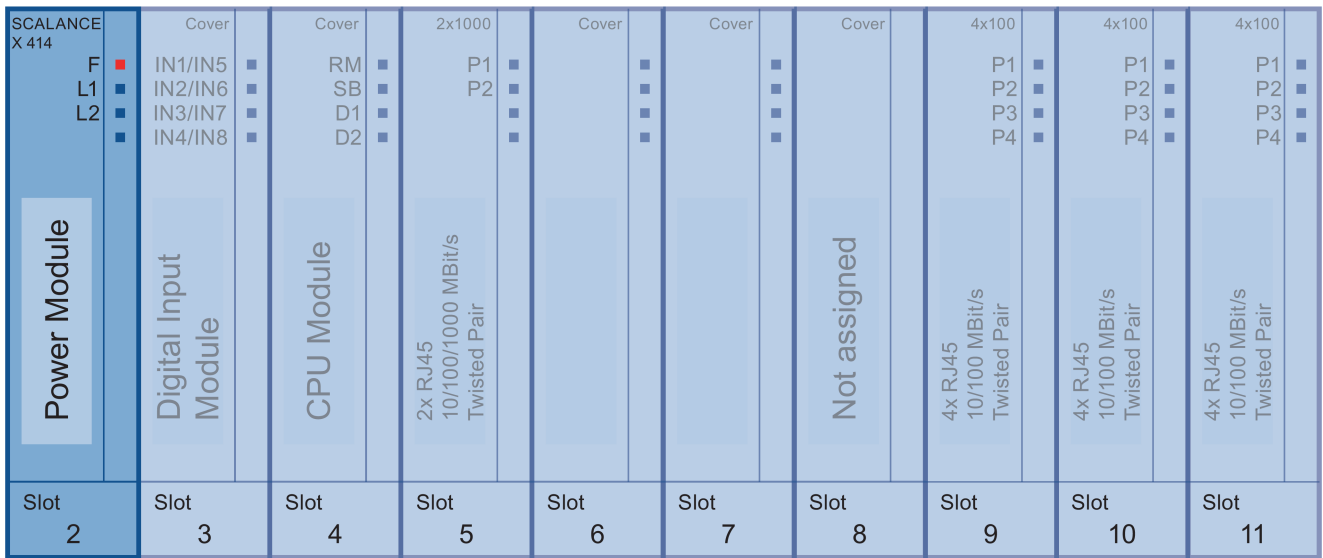 SCALANCE
X 414
F
L1
L2
Power Module
Slot
2
Cover
IN1/IN5
IN2/IN6
IN3/IN7
IN4/IN8
Digital Input
Module
Slot
3
Cover
RM
SB
D1
D2
CPU Module
Slot
4
2x1000
P1
P2
2x RJ45
10/100/1000 MBit/s
Twisted Pair
Slot
5
Cover
Slot
6
Cover
Slot
7
Cover
Not assigned
Slot
8
4x100
P1
P2
P3
P4
4x RJ45
10/100 MBit/s
Twisted Pair
Slot
9
4x100
P1
P2
P3
P4
4x RJ45
10/100 MBit/s
Twisted Pair
Slot
10
4x100
P1
P2
P3
P4
4x RJ45
10/100 MBit/s
Twisted Pair
Slot
11